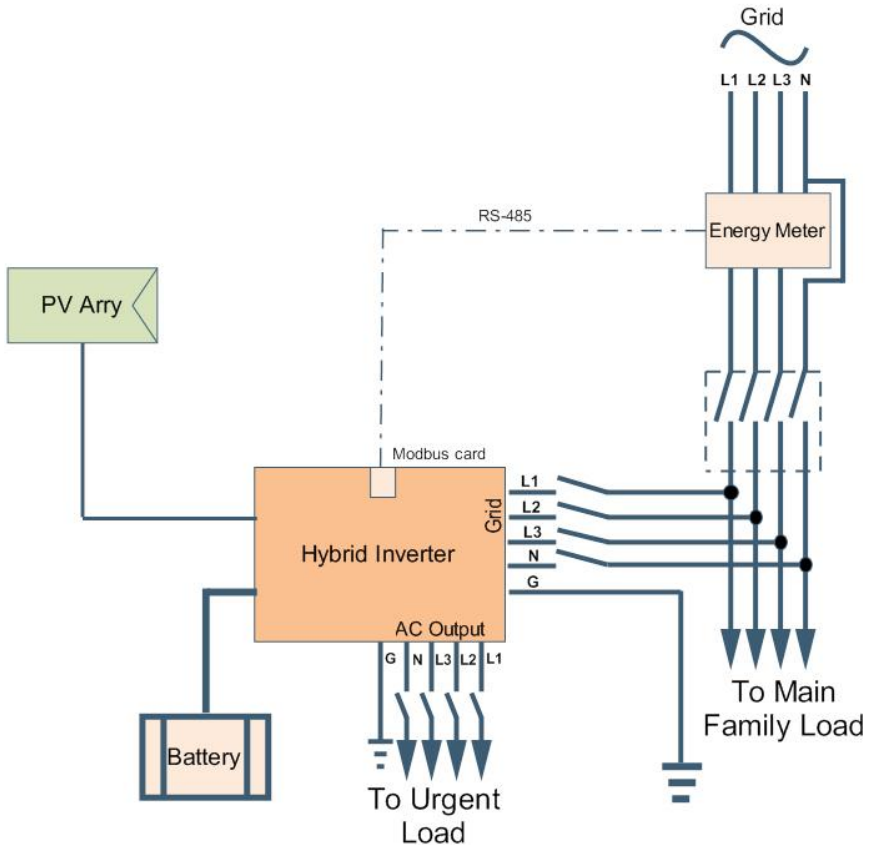 Grid
L1 L2 L3 N
Energy Meter
RS-485
PV Arry
Modbus card
Hybrid Inverter
Grid
L1
L2
L3
N
G
AC Output
G N L3 L2 L1
Battery
To Urgent
Load
To Main
Family Load